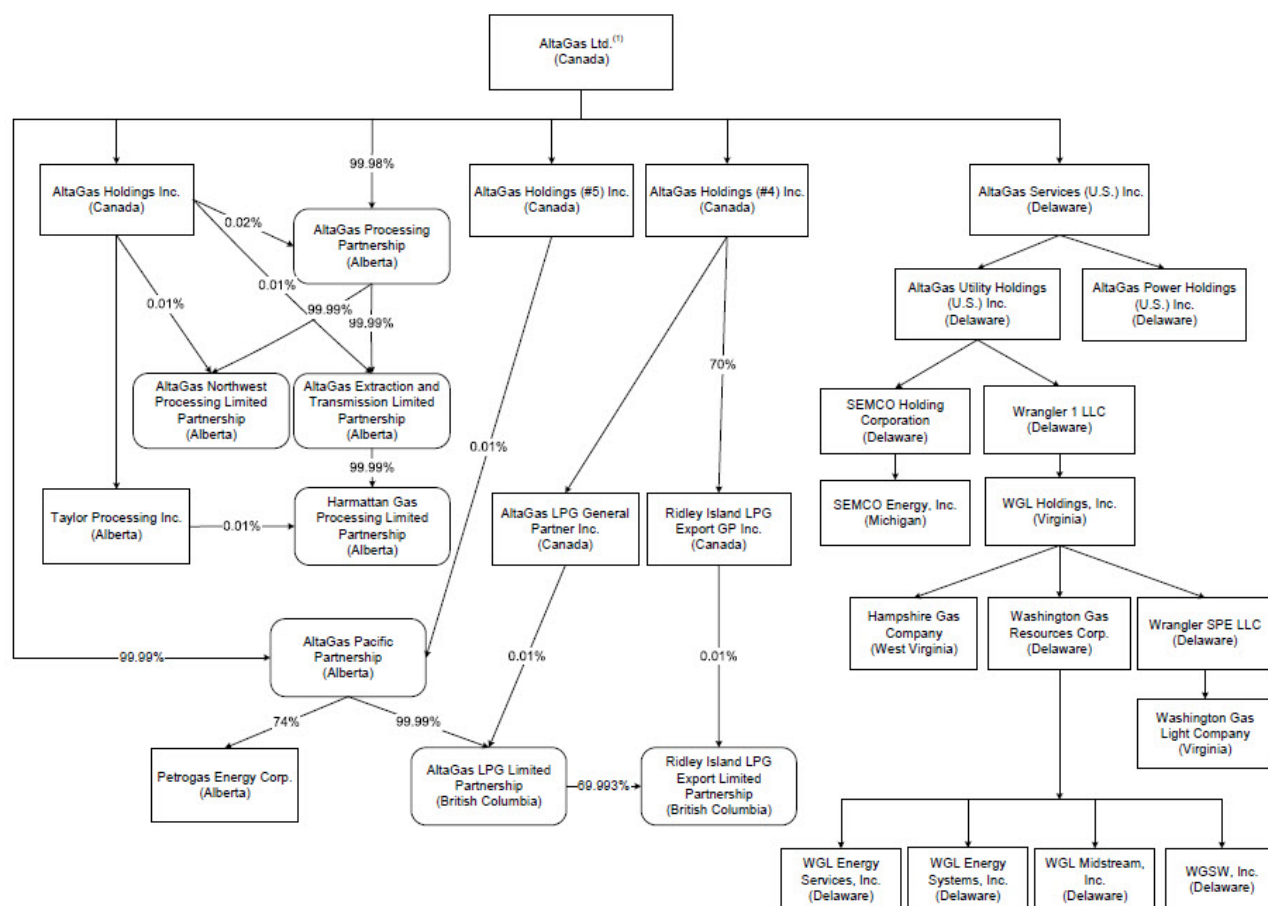 AltaGas Ltd.(1)
(Canada)
99.98%
AltaGas Holdings Inc.
(Canada)
AltaGas Holdings (#5) Inc.
(Canada)
AltaGas Holdings (#4) Inc.
(Canada)
AltaGas Services (U.S.) Inc.
(Delaware)
0.02%
AltaGas Processing
Partnership
(Alberta)
0.01%
0.01%
99.99%
99.99%
AltaGas Utility Holdings
(U.S.) Inc.
(Delaware)
AltaGas Power Holdings
(U.S.) Inc.
(Delaware)
70%
AltaGas Northwest
Processing Limited
Partnership
(Alberta)
AltaGas Extraction and
Transmission Limited
Partnership
(Alberta)
SEMCO Holding
Corporation
(Delaware)
Wrangler 1 LLC
(Delaware)
0.01%
99.99%
Taylor Processing Inc.
(Alberta)
0.01%
Harmattan Gas
Processing Limited
Partnership
(Alberta)
AltaGas LPG General
Partner Inc.
(Canada)
Ridley Island LPG
Export GP Inc.
(Canada)
SEMCO Energy, Inc.
(Michigan)
WGL Holdings, Inc.
(Virginia)
Hampshire Gas
Company
(West Virginia)
Washington Gas
Resources Corp.
(Delaware)
Wrangler SPE LLC
(Delaware)
99.99%
AltaGas Pacific
Partnership
(Alberta)
0.01%
0.01%
74%
99.99%
Washington Gas
Light Company
(Virginia)
Petrogas Energy Corp.
(Alberta)
AltaGas LPG Limited
Partnership
(British Columbia)
69.993%
Ridley Island LPG
Export Limited
Partnership
(British Columbia)
WGL Energy
Services, Inc.
(Delaware)
WGL Energy
Systems, Inc.
(Delaware)
WGL Midstream,
Inc.
(Delaware)
WGSW, Inc.
(Delaware)